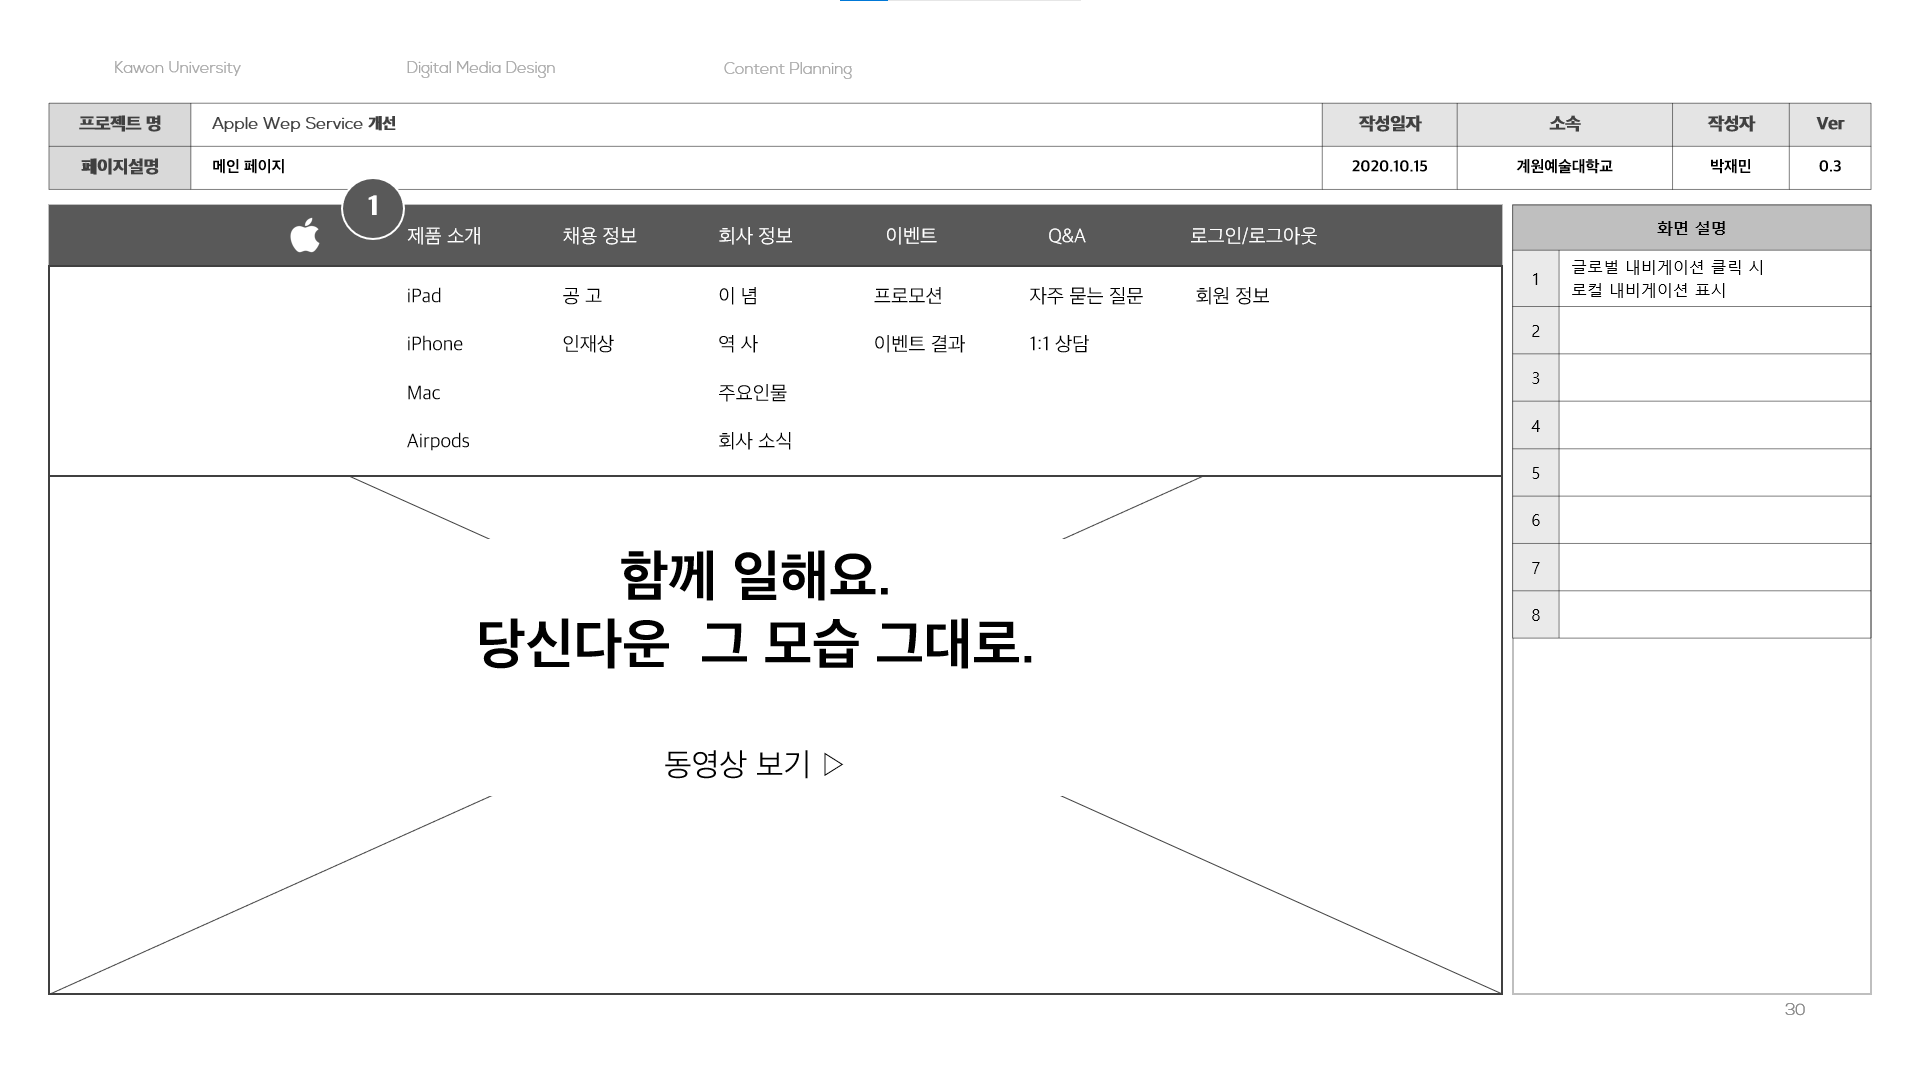 Kawon University Digital Media Design Content Planning
프로젝트 명 Apple Wep Service 개선 작성일자 소속 작성자 Ver
페이지설명 메인 페이지 2020.10.15 계원예술대학교 박재민 0.3
1
제품 소개 채용 정보 회사 정보 이벤트 Q&A 로그인/로그아웃
iPad 공 고 이 념 프로모션 자주 묻는 질문 회원 정보
iPhone 인재상 역 사 이벤트 결과 1:1 상담
Mac 주요인물
Airpods 회사 소식
함께 일해요.
당신다운 그 모습 그대로.
동영상 보기 ▷
화면 설명
1 글로벌 내비게이션 클릭 시
로컬 내비게이션 표시
2
3
4
5
6
7
8
30